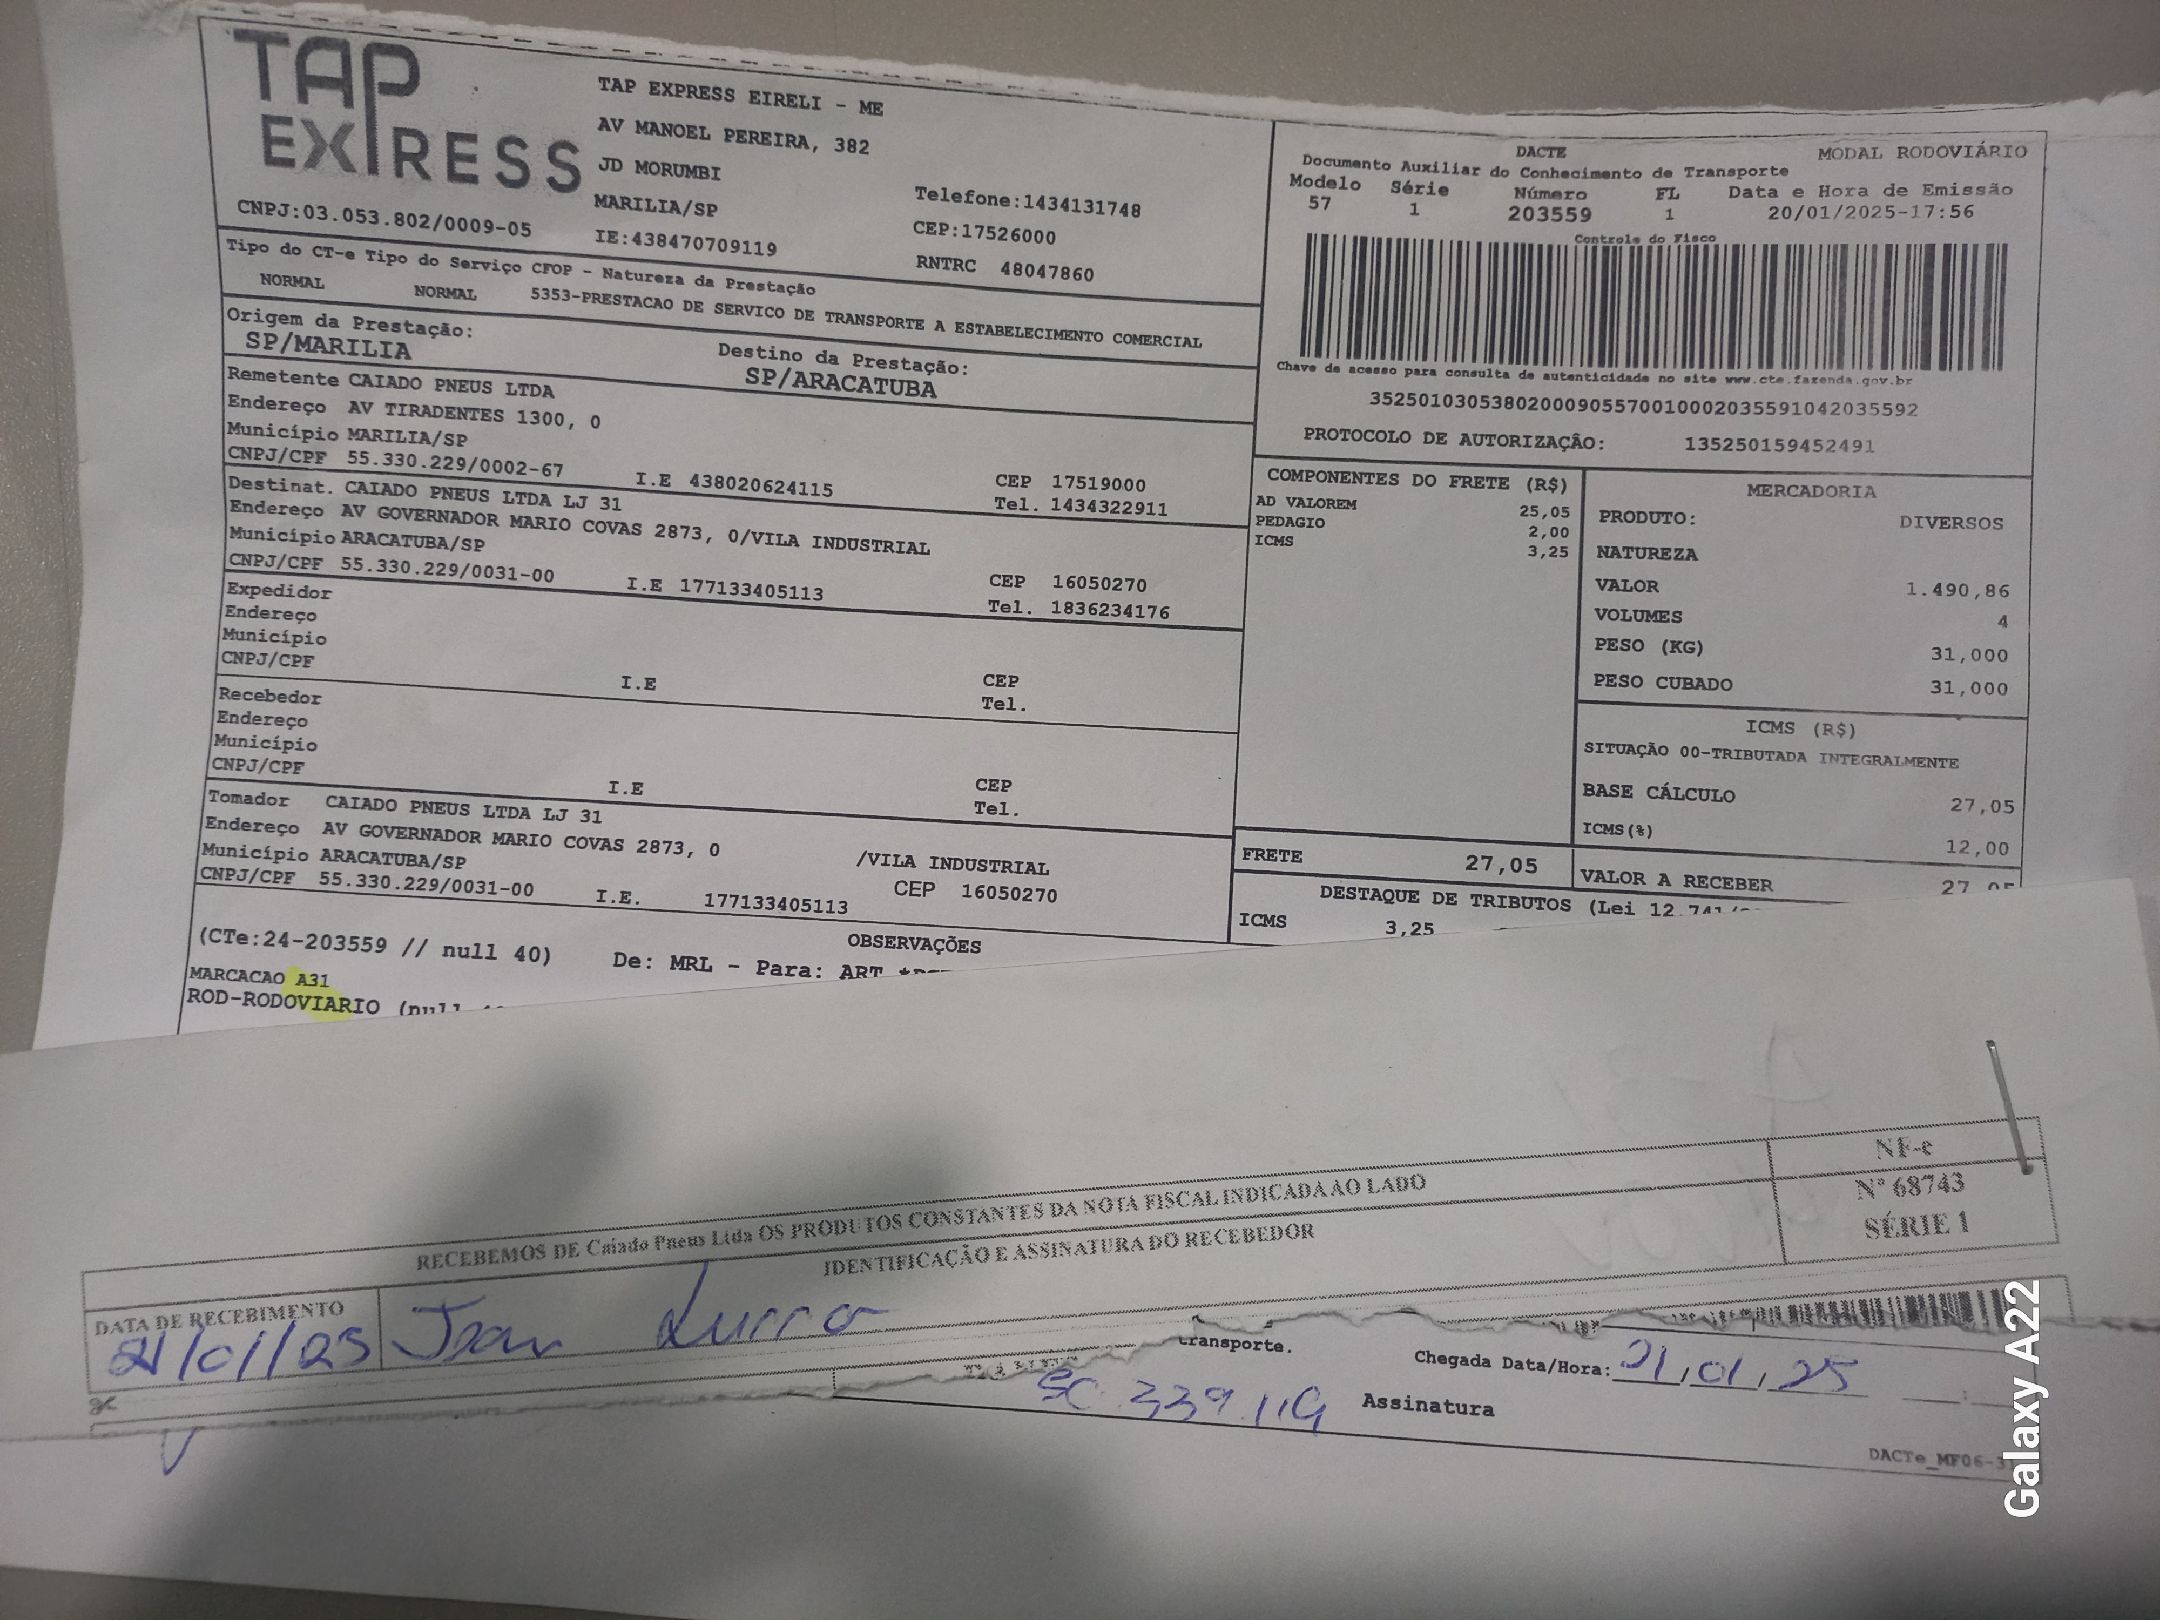 TAP EXPRESS
TAP EXPRESS EIRELI - ME
AV MANOEL PEREIRA, 382
JD MORUMBI
MARILIA/SP
Telefone:1434131748
CNPJ:03.053.802/0009-05
IE:438470709119
CEP:17526000
RNTRC 48047860
Tipo do CT-e Tipo do Serviço CFOP - Natureza da Prestação
NORMAL NORMAL 5353-PRESTACAO DE SERVICO DE TRANSPORTE A ESTABELECIMENTO COMERCIAL
Origem da Prestação:
SP/MARILIA
Destino da Prestação:
SP/ARACATUBA
Remetente CAIADO PNEUS LTDA
Endereço AV TIRADENTES 1300, 0
Município MARILIA/SP
CNPJ/CPF 55.330.229/0002-67 I.E 438020624115 CEP 17519000
Tel. 1434322911
Destinat. CAIADO PNEUS LTDA LJ 31
Endereço AV GOVERNADOR MARIO COVAS 2873, 0/VILA INDUSTRIAL
Município ARACATUBA/SP
CNPJ/CPF 55.330.229/0031-00 I.E 177133405113 CEP 16050270
Tel. 1836234176
Expedidor
Endereço
Município
CNPJ/CPF I.E CEP
Tel.
Recebedor
Endereço
Município
CNPJ/CPF I.E CEP
Tel.
Tomador CAIADO PNEUS LTDA LJ 31
Endereço AV GOVERNADOR MARIO COVAS 2873, 0 /VILA INDUSTRIAL
Município ARACATUBA/SP CEP 16050270
CNPJ/CPF 55.330.229/0031-00 I.E. 177133405113
OBSERVAÇÕES
(CTe:24-203559 // null 40) De: MRL - Para: ART
MARCACAO A31
ROD-RODOVIARIO (null
DACTE MODAL RODOVIÁRIO
Documento Auxiliar do Conhecimento de Transporte
Modelo Série Número FL Data e Hora de Emissão
57 1 203559 1 20/01/2025-17:56
Controle do Fisco
Chave de acesso para consulta de autenticidade no site www.cte.fazenda.gov.br
35250103053802000905570010002035591042035592
PROTOCOLO DE AUTORIZAÇÃO: 135250159452491
COMPONENTES DO FRETE (R$)
AD VALOREM 25,05
PEDAGIO 2,00
ICMS 3,25
MERCADORIA
PRODUTO: DIVERSOS
NATUREZA
VALOR 1.490,86
VOLUMES 4
PESO (KG) 31,000
PESO CUBADO 31,000
ICMS (R$)
SITUAÇÃO 00-TRIBUTADA INTEGRALMENTE
BASE CÁLCULO 27,05
ICMS(%) 12,00
FRETE 27,05
VALOR A RECEBER 27,05
DESTAQUE DE TRIBUTOS (Lei 12.741/
ICMS 3,25
RECEBEMOS DE Caiado Pneus Ltda OS PRODUTOS CONSTANTES DA NOTA FISCAL INDICADA AO LADO
NF-e
Nº 68743
SÉRIE 1
DATA DE RECEBIMENTO
IDENTIFICAÇÃO E ASSINATURA DO RECEBEDOR
21/01/25
transporte.
Chegada Data/Hora: 21,01,25 :
Assinatura
DACTe_MF06-3
Galaxy A22